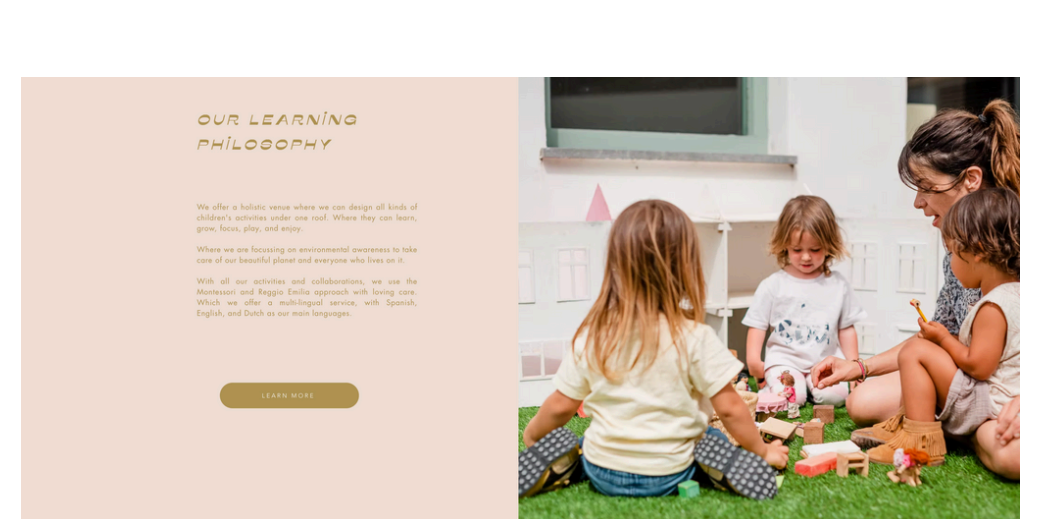 OUR LEARNING
PHILOSOPHY
We offer a holistic venue where we can design all kinds of
children's activities under one roof. Where they can learn,
grow, focus, play, and enjoy.
Where we are focussing on environmental awareness to take
care of our beautiful planet and everyone who lives on it.
With all our activities and collaborations, we use the
Montessori and Reggio Emilia approach with loving care.
Which we offer a multi-lingual service, with Spanish,
English, and Dutch as our main languages.
LEARN MORE